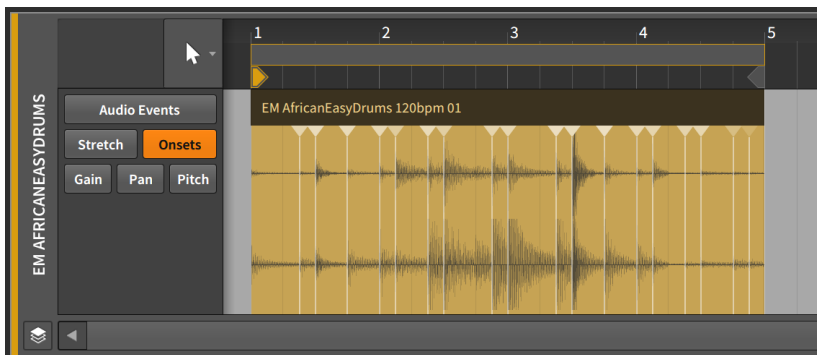 1 2 3 4 5
EM AFRICANEASYDRUMS
Audio Events
Stretch Onsets
Gain Pan Pitch
EM AfricanEasyDrums 120bpm 01